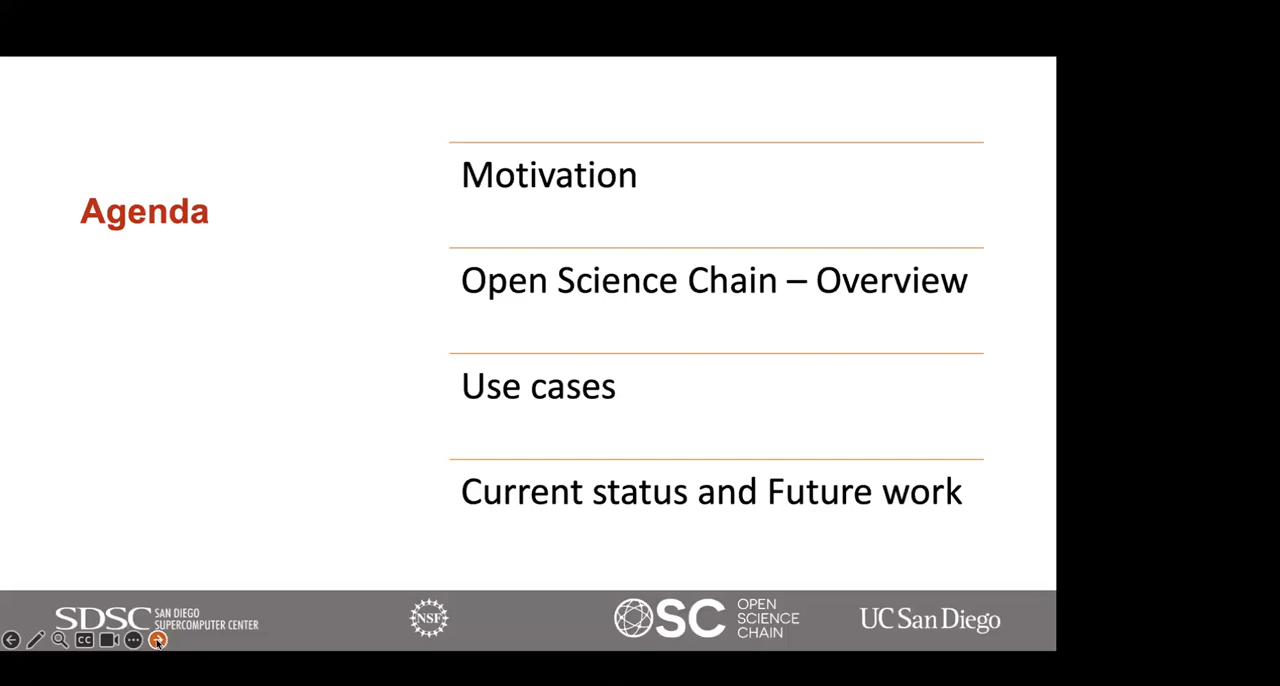 Agenda
Motivation
Open Science Chain – Overview
Use cases
Current status and Future work
SDSC SAN DIEGO
SUPERCOMPUTER CENTER
NSF
OSC
OPEN
SCIENCE
CHAIN
UC San Diego
CC